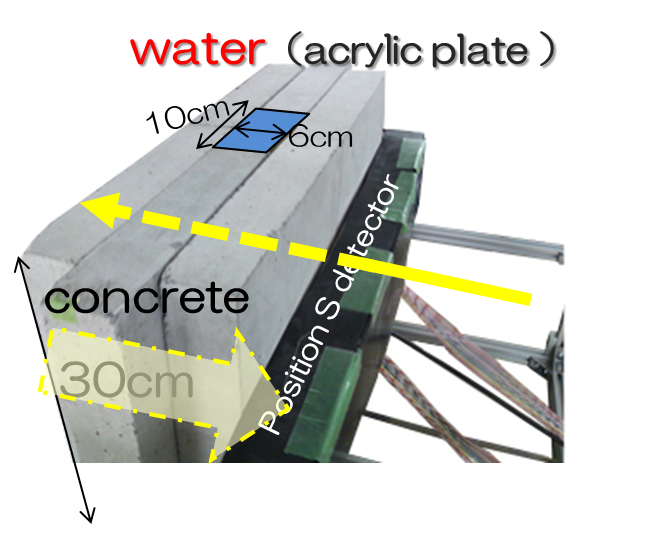 water（acrylic plate ）
10cm
6cm
Position S detector
concrete
30cm